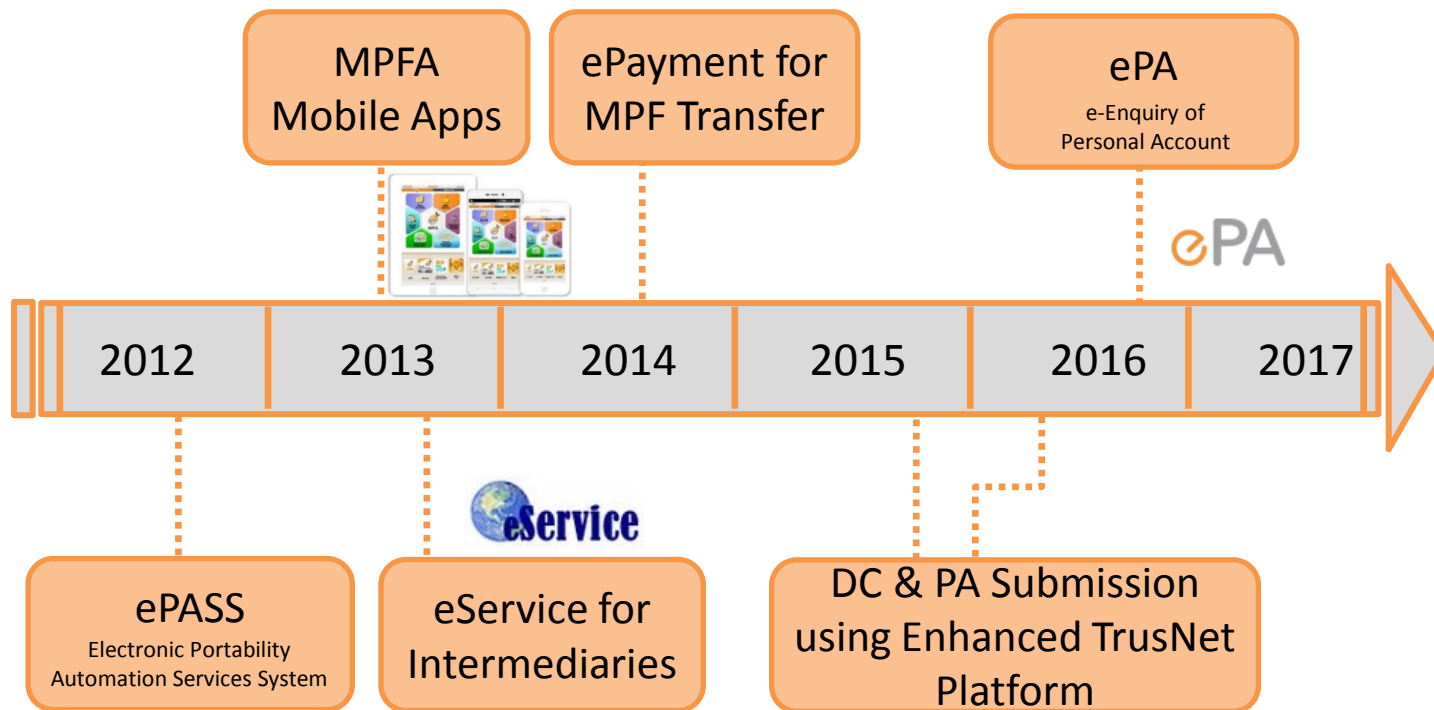 MPFA
Mobile Apps
ePayment for
MPF Transfer
ePA
e-Enquiry of
Personal Account
ePA
2012
2013
2014
2015
2016
2017
eService
ePASS
Electronic Portability
Automation Services System
eService for
Intermediaries
DC & PA Submission
using Enhanced TrusNet
Platform